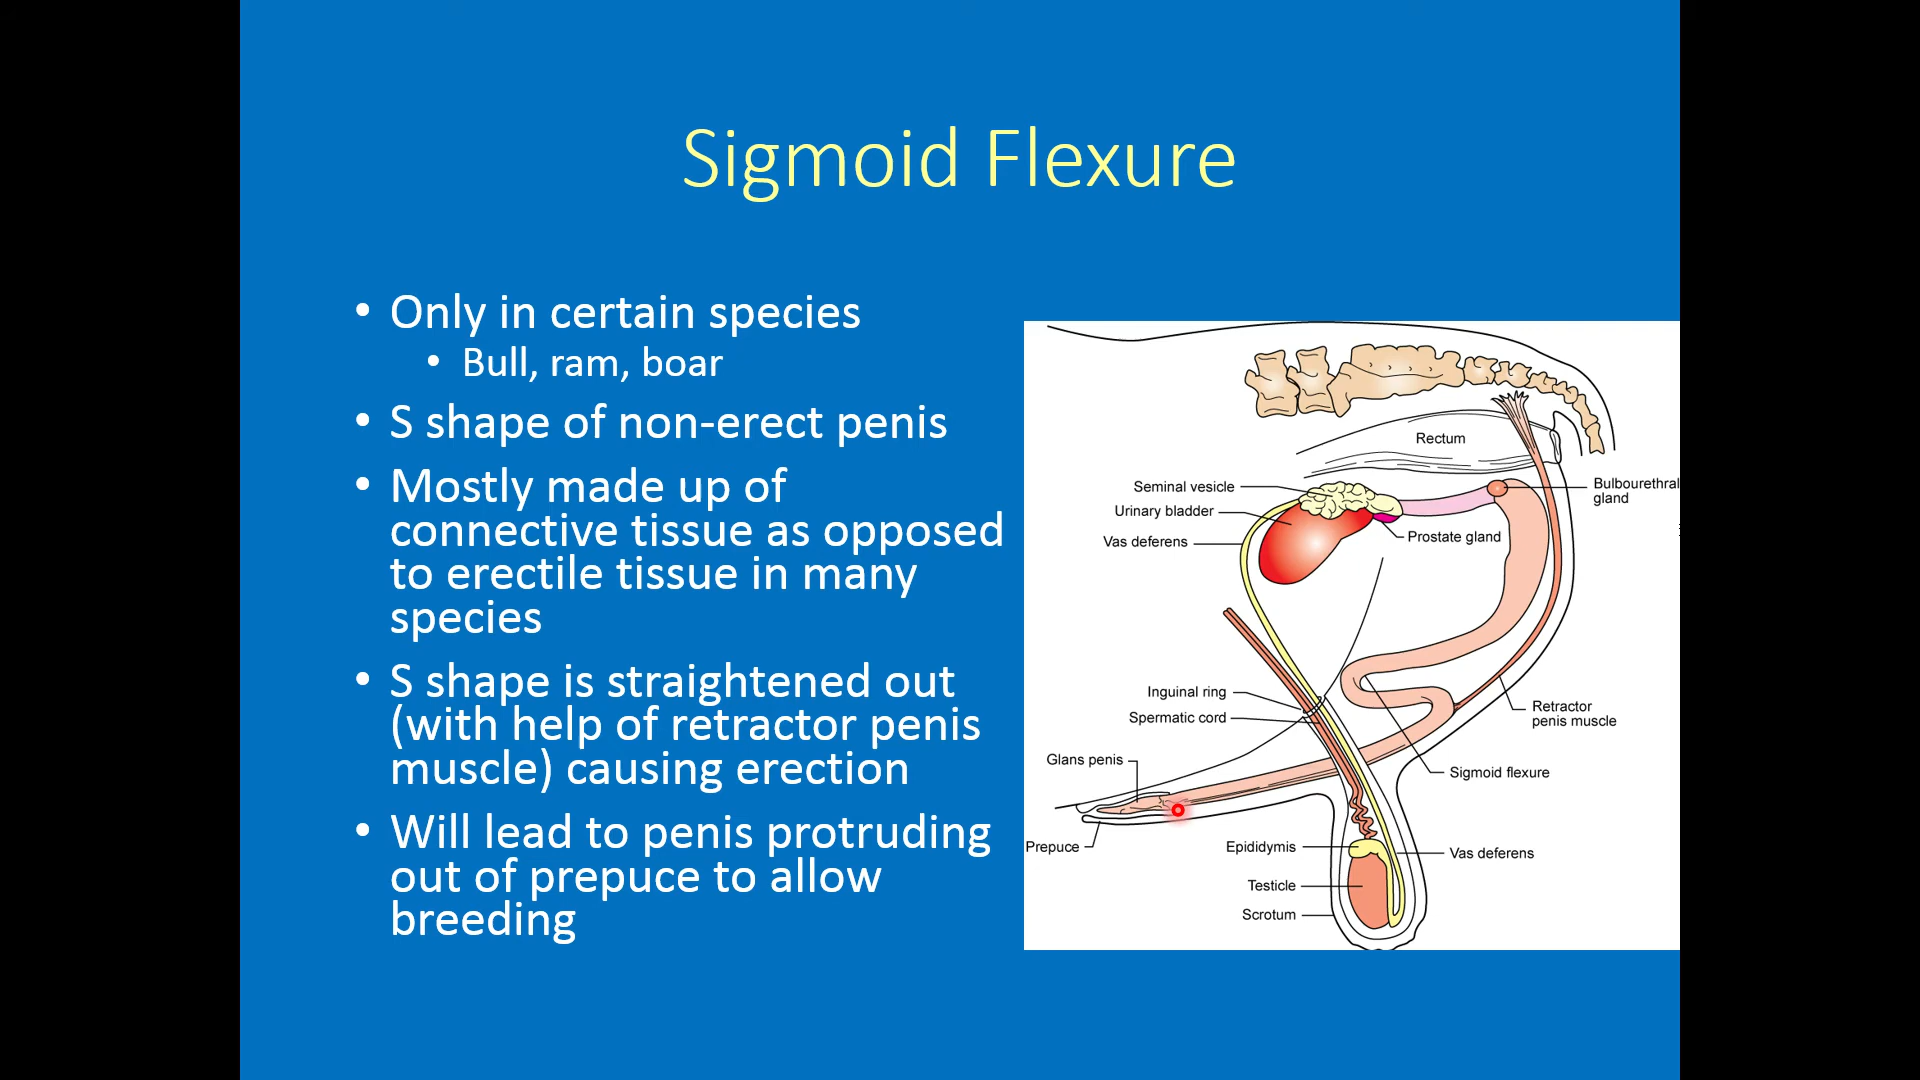 Sigmoid Flexure
• Only in certain species
• Bull, ram, boar
• S shape of non-erect penis
• Mostly made up of
connective tissue as opposed
to erectile tissue in many
species
• S shape is straightened out
(with help of retractor penis
muscle) causing erection
• Will lead to penis protruding
out of prepuce to allow
breeding
Rectum
Seminal vesicle
Urinary bladder
Vas deferens
Bulbourethral
gland
Prostate gland
Inguinal ring
Spermatic cord
Retractor
penis muscle
Glans penis
Sigmoid flexure
Prepuce
Epididymis
Vas deferens
Testicle
Scrotum